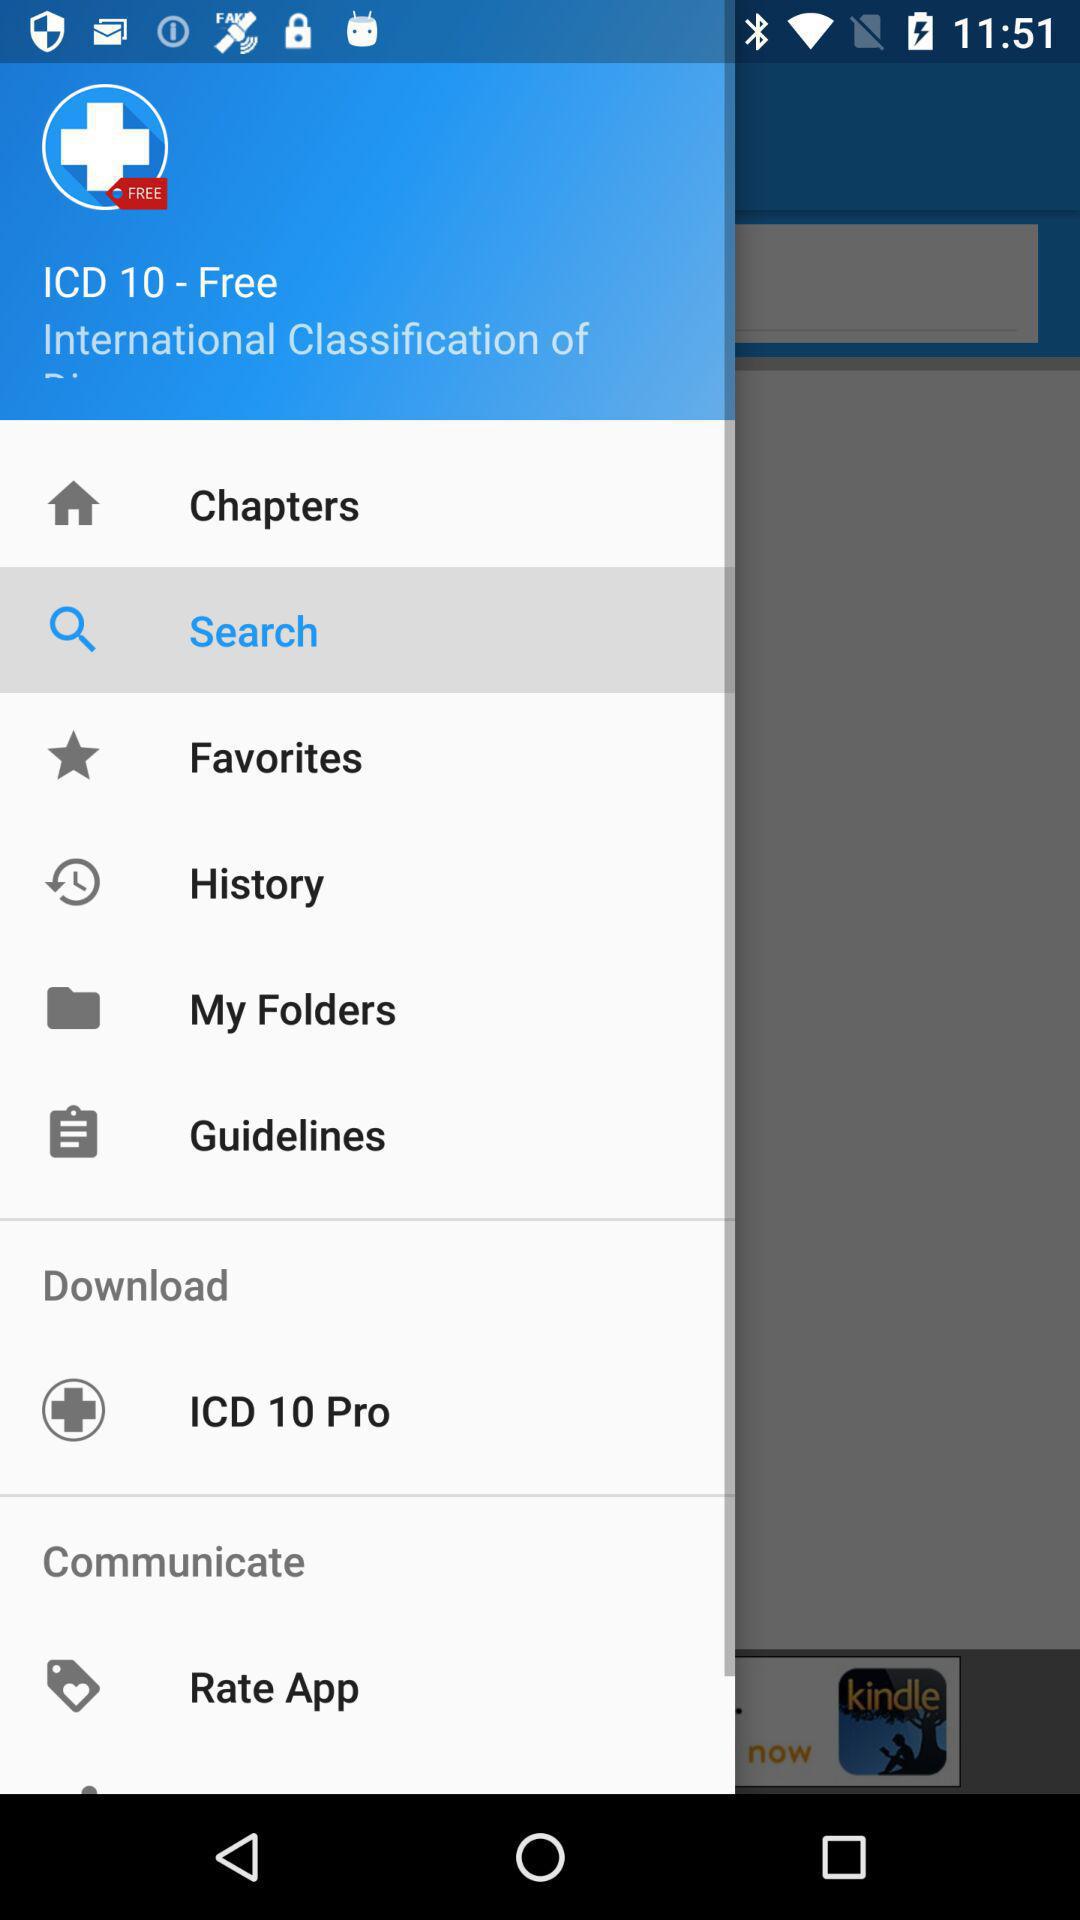 FAKE
11:51
FREE
ICD 10 - Free
International Classification of
Chapters
Search
Favorites
History
My Folders
Guidelines
Download
ICD 10 Pro
Communicate
Rate App
kindle
now